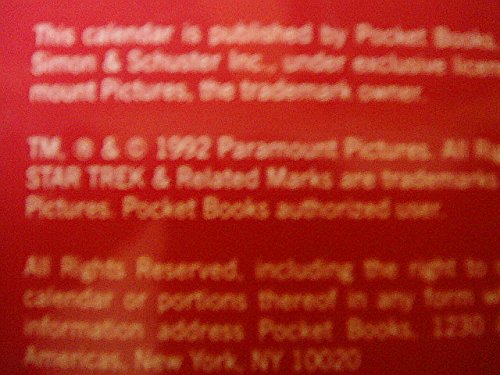 This calendar is published by Pocket Books
Simon & Schuster Inc., under exclusive
mount Pictures, the trademark owner.
TM, ® & © 1992 Paramount Pictures. All
STAR TREK & Related Marks are trademarks
Pictures. Pocket Books authorized user.
All Rights Reserved, including the right to
calendar or portions thereof in any form
information address Pocket Books, 1230
Americas, New York, NY 10020